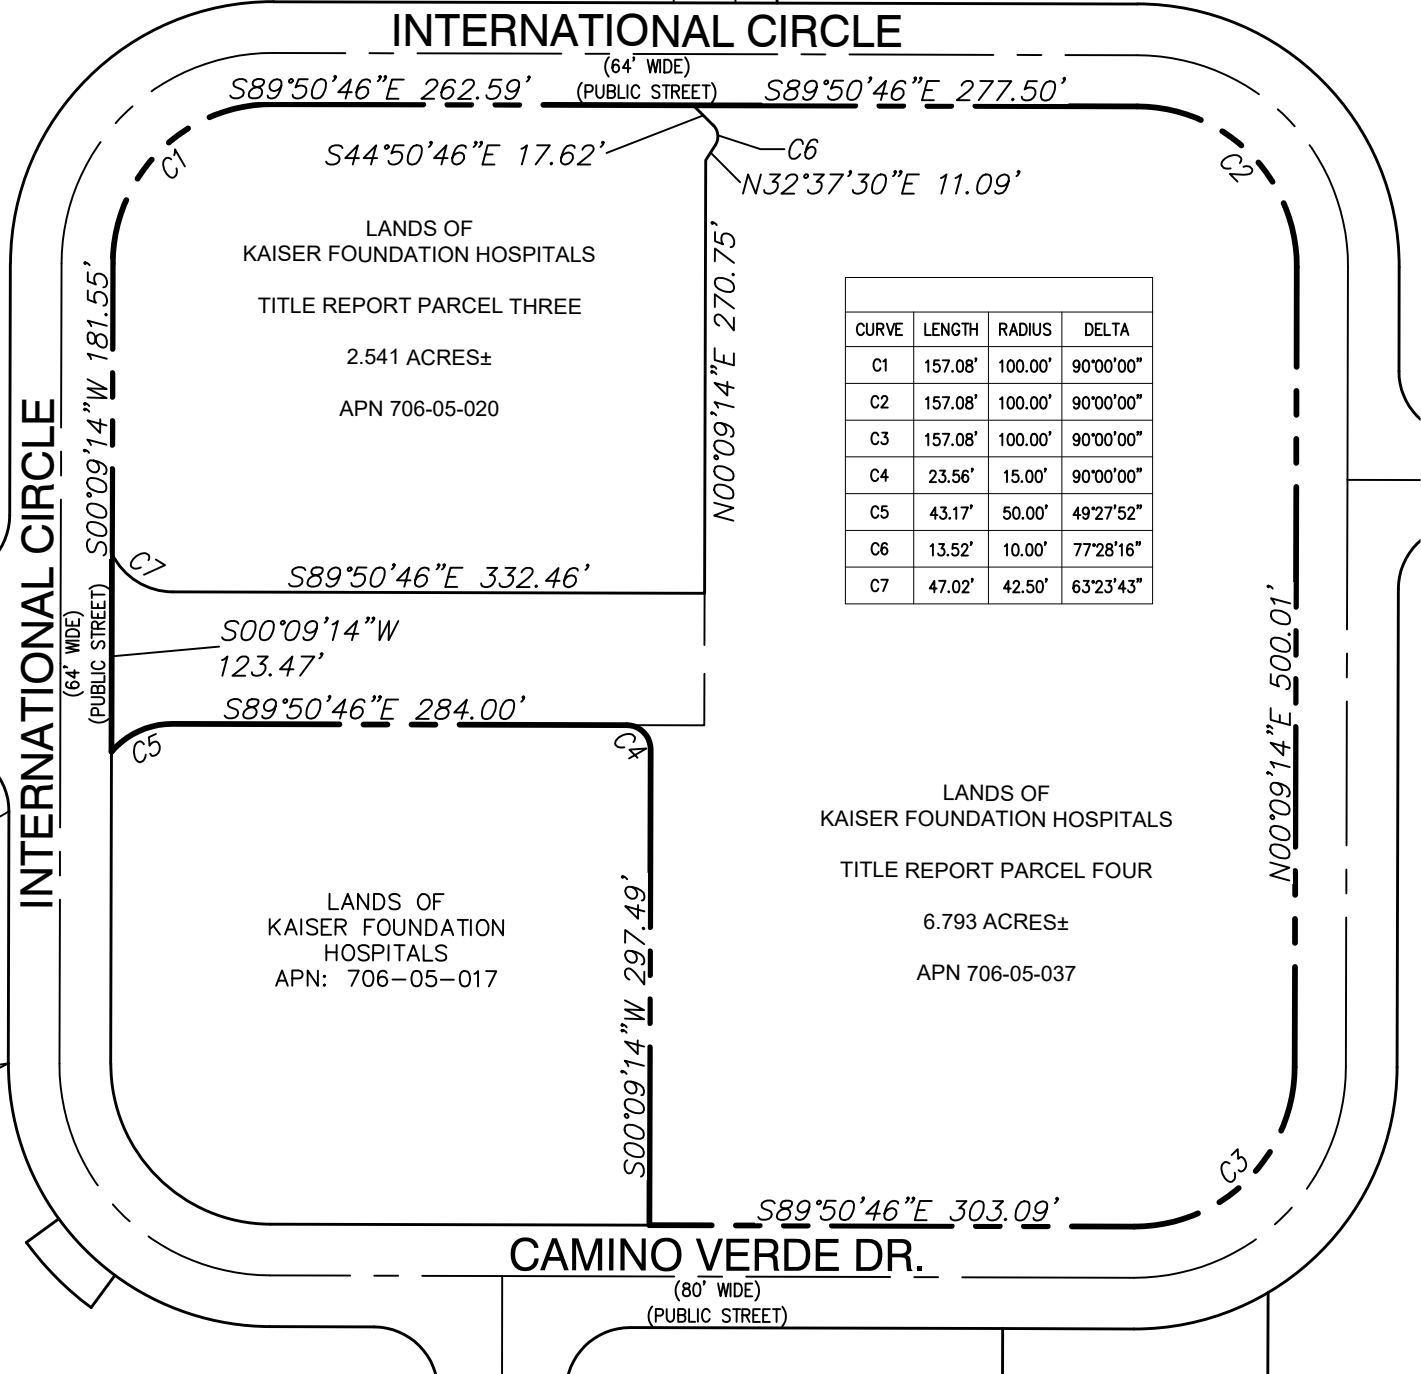 INTERNATIONAL CIRCLE
(64' WIDE)
(PUBLIC STREET)
S89°50'46"E 262.59'
S89°50'46"E 277.50'
C1
S44°50'46"E 17.62'
C6
N32°37'30"E 11.09'
C2
LANDS OF
KAISER FOUNDATION HOSPITALS
TITLE REPORT PARCEL THREE
2.541 ACRES±
APN 706-05-020
S00°09'14"W 181.55'
N00°09'14"E 270.75'
CURVE LENGTH RADIUS DELTA
C1 157.08' 100.00' 90°00'00"
C2 157.08' 100.00' 90°00'00"
C3 157.08' 100.00' 90°00'00"
C4 23.56' 15.00' 90°00'00"
C5 43.17' 50.00' 49°27'52"
C6 13.52' 10.00' 77°28'16"
C7 47.02' 42.50' 63°23'43"
INTERNATIONAL CIRCLE
(64' WIDE)
(PUBLIC STREET)
C7
S89°50'46"E 332.46'
S00°09'14"W
123.47'
S89°50'46"E 284.00'
C5
C4
N00°09'14"E 500.01'
LANDS OF
KAISER FOUNDATION HOSPITALS
TITLE REPORT PARCEL FOUR
6.793 ACRES±
APN 706-05-037
LANDS OF
KAISER FOUNDATION
HOSPITALS
APN: 706-05-017
S00°09'14"W 297.49'
C3
S89°50'46"E 303.09'
CAMINO VERDE DR.
(80' WIDE)
(PUBLIC STREET)